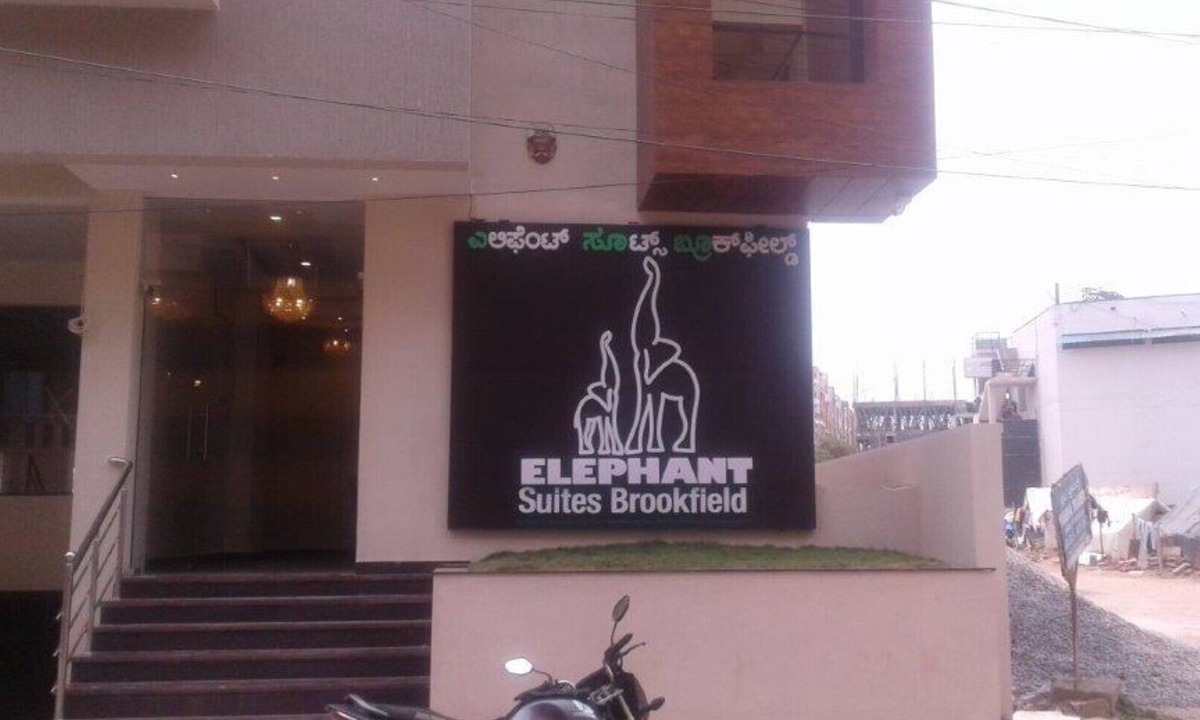 ಎಲಿಫೆಂಟ್ ಸೂಟ್ಸ್ ಬ್ರೂಕ್‌ಫೀಲ್ಡ್
ELEPHANT
Suites Brookfield